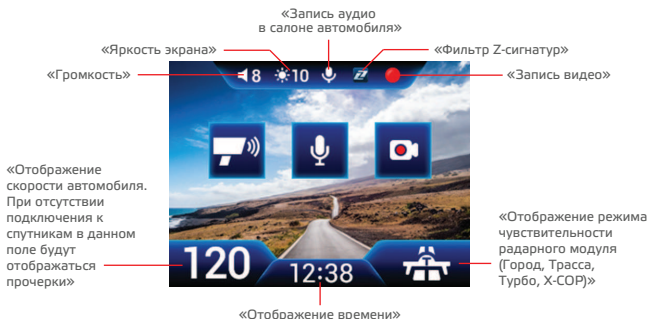 «Запись аудио
в салоне автомобиля»
«Яркость экрана»
«Фильтр Z-сигнатур»
«Громкость»
«Запись видео»
8
10
Z
«Отображение
скорости автомобиля.
При отсутствии
подключения к
спутникам в данном
поле будут
отображаться
прочерки»
«Отображение режима
чувствительности
радарного модуля
(Город, Трасса,
Турбо, X-COP)»
120
12:38
«Отображение времени»